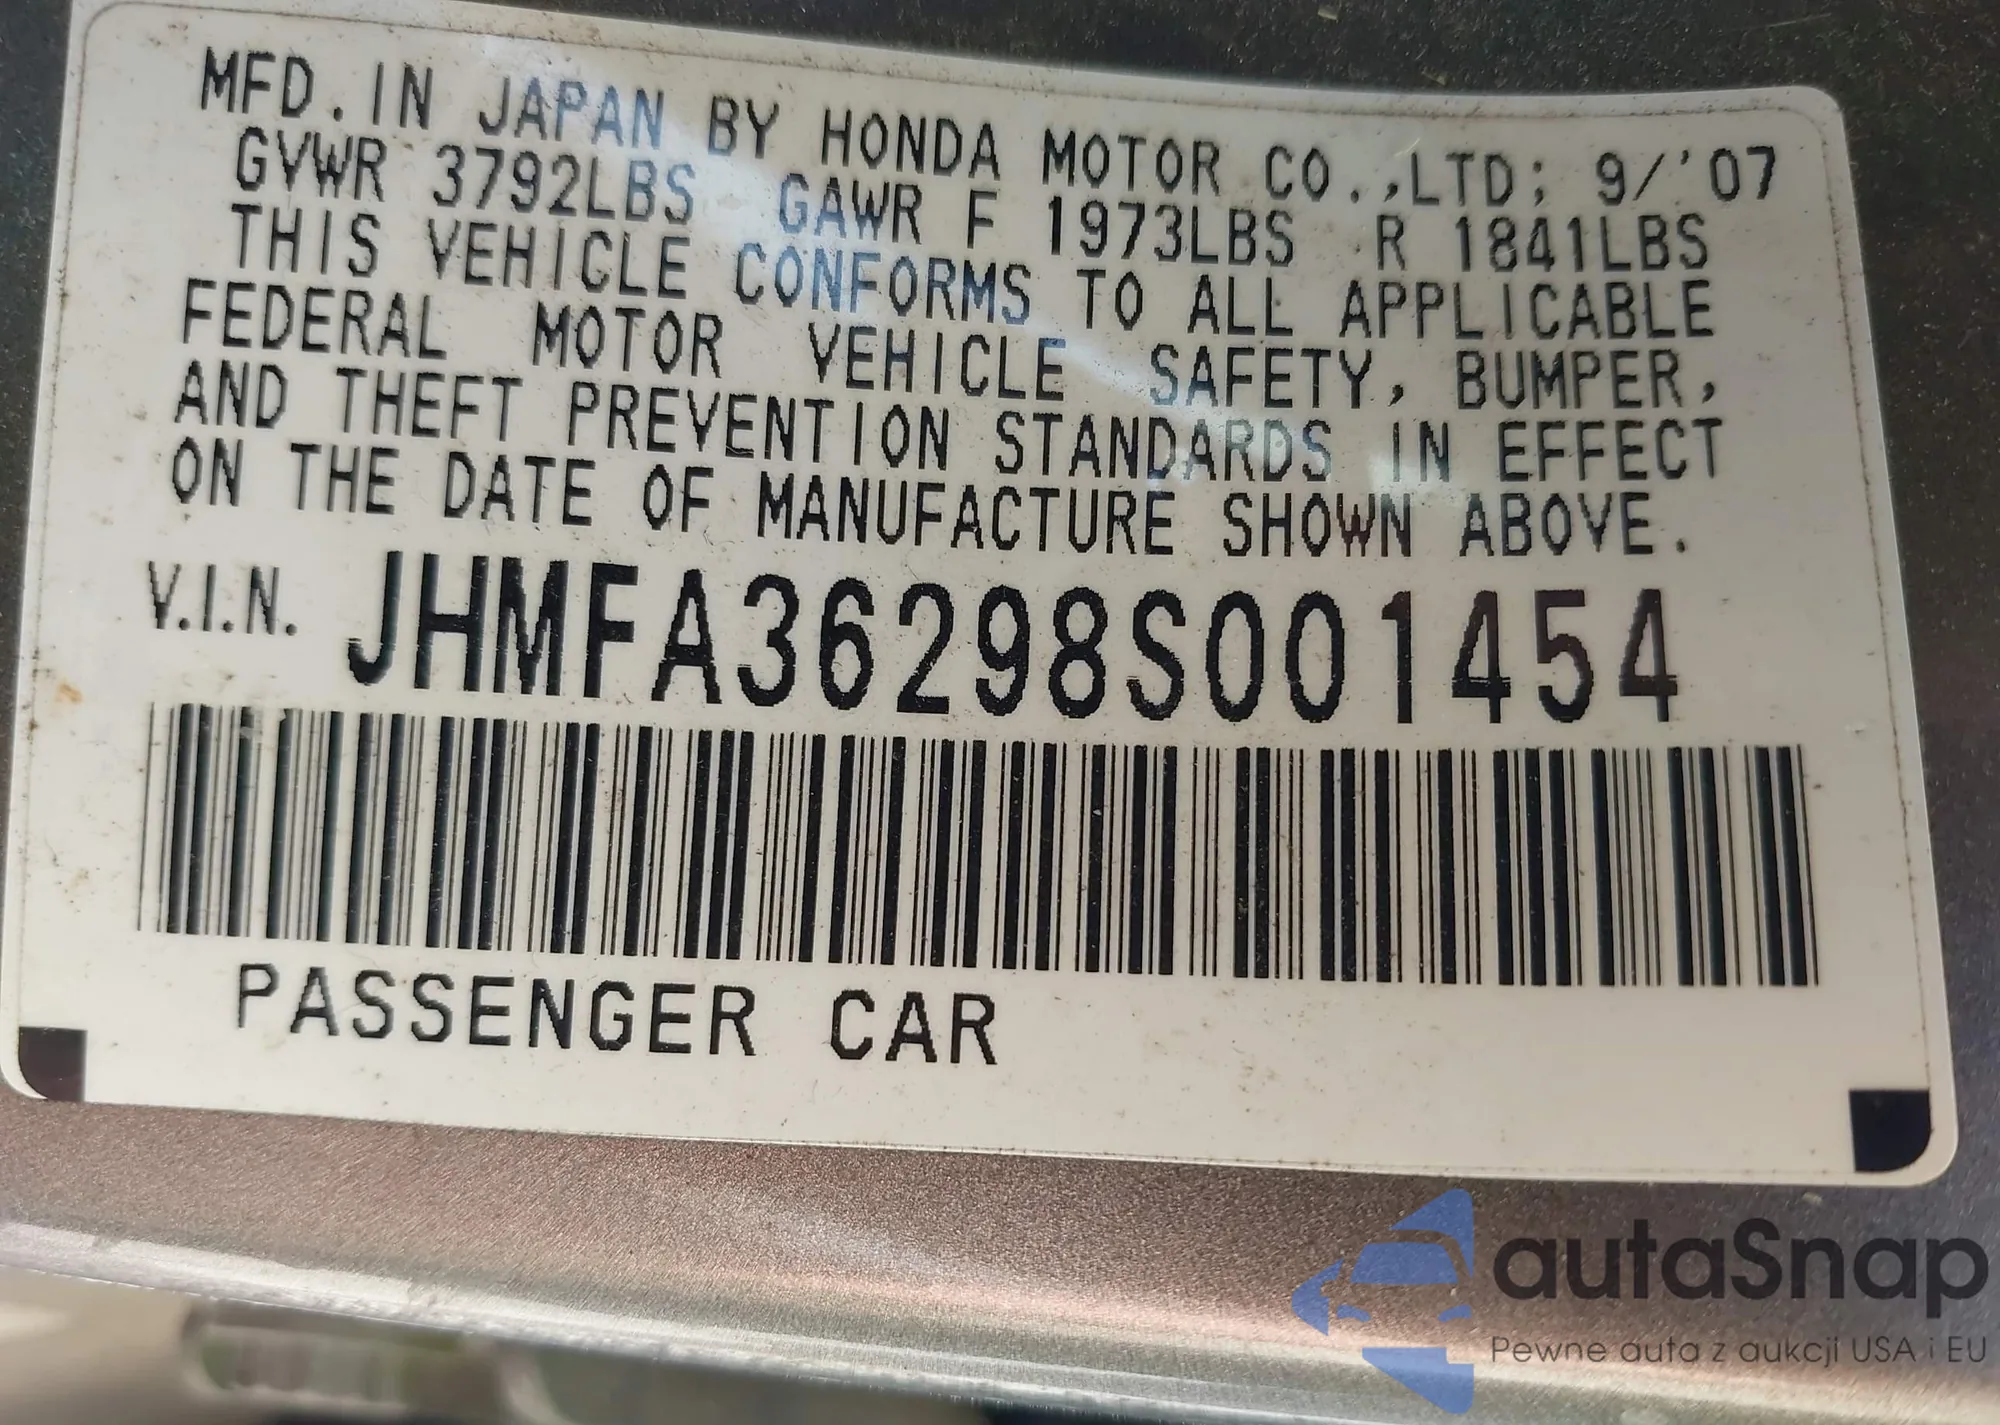 MFD. IN JAPAN BY HONDA MOTOR CO.,LTD; 9/'07
GVWR 3792LBS GAWR F 1973LBS R 1841LBS
THIS VEHICLE CONFORMS TO ALL APPLICABLE
FEDERAL MOTOR VEHICLE SAFETY, BUMPER,
AND THEFT PREVENTION STANDARDS IN EFFECT
ON THE DATE OF MANUFACTURE SHOWN ABOVE.
V.I.N. JHMFA36298S001454
PASSENGER CAR
autaSnap
Pewne auta z aukcji USA i EU